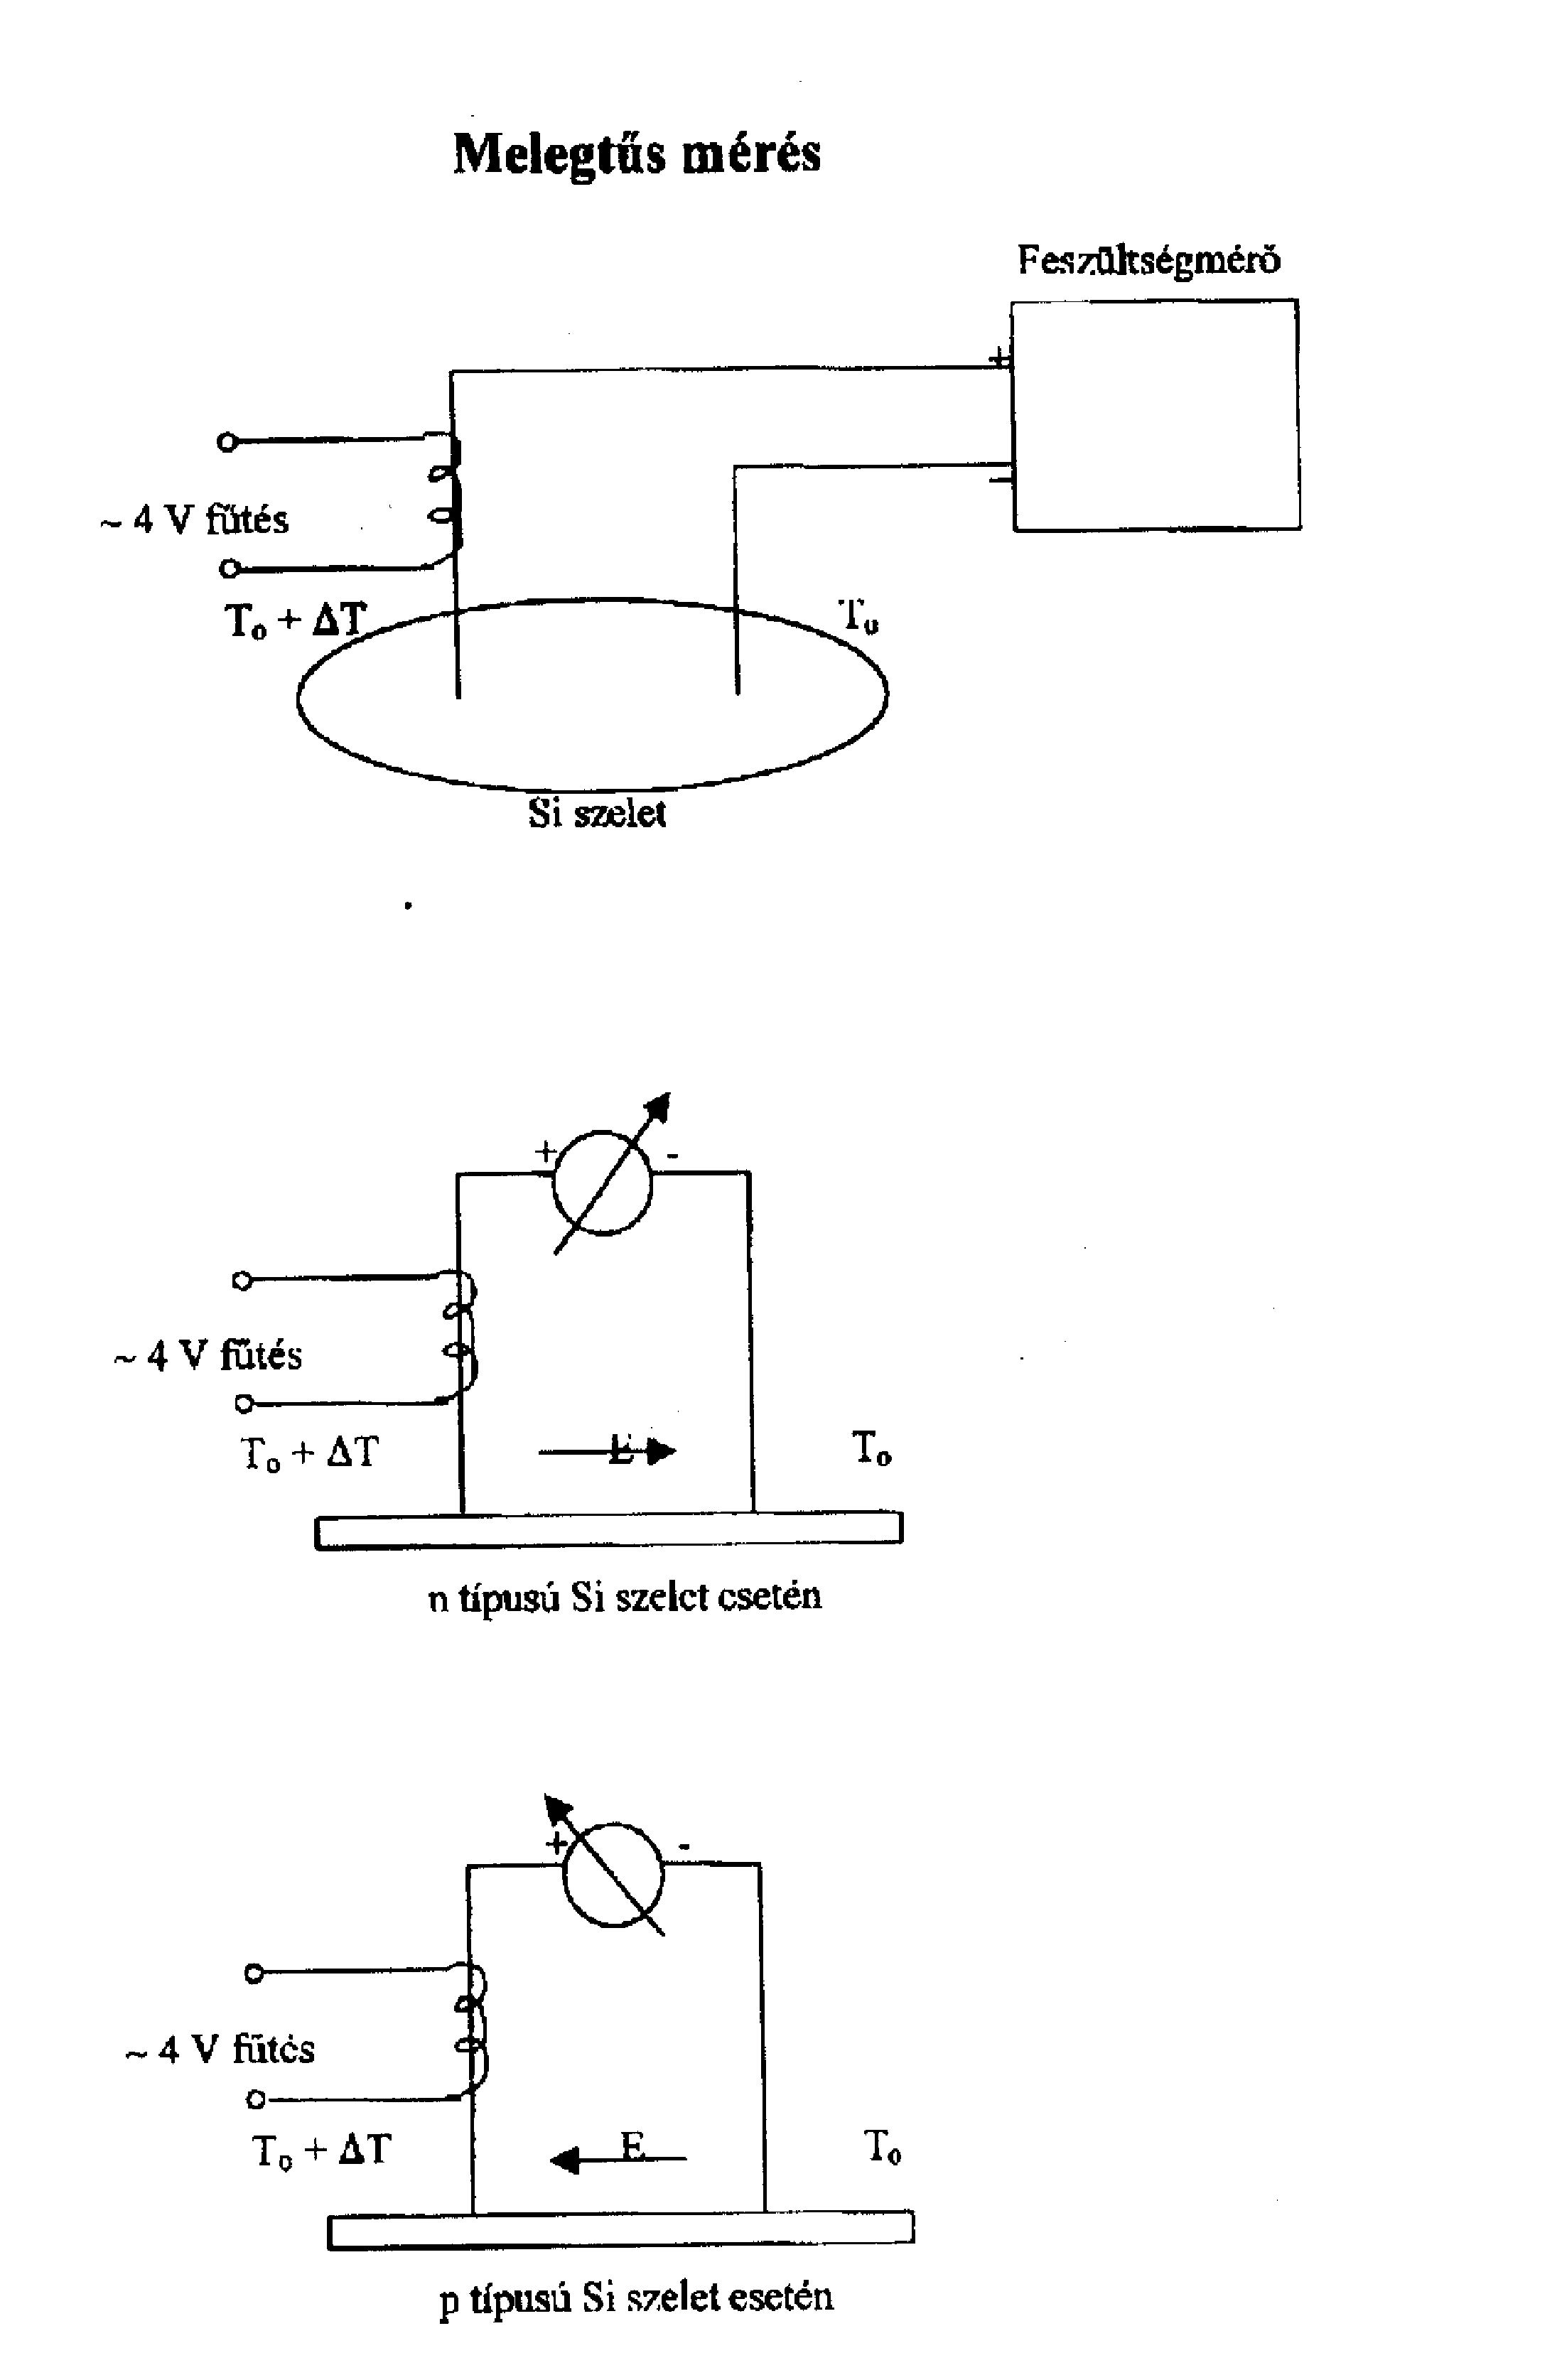 Melegtűs mérés
Feszültségmérő
+
-
~ 4 V fűtés
T₀ + ΔT
T₀
Si szelet
+ -
~ 4 V fűtés
T₀ + ΔT
E
T₀
n típusú Si szelet esetén
+ -
~ 4 V fűtés
T₀ + ΔT
E
T₀
p típusú Si szelet esetén